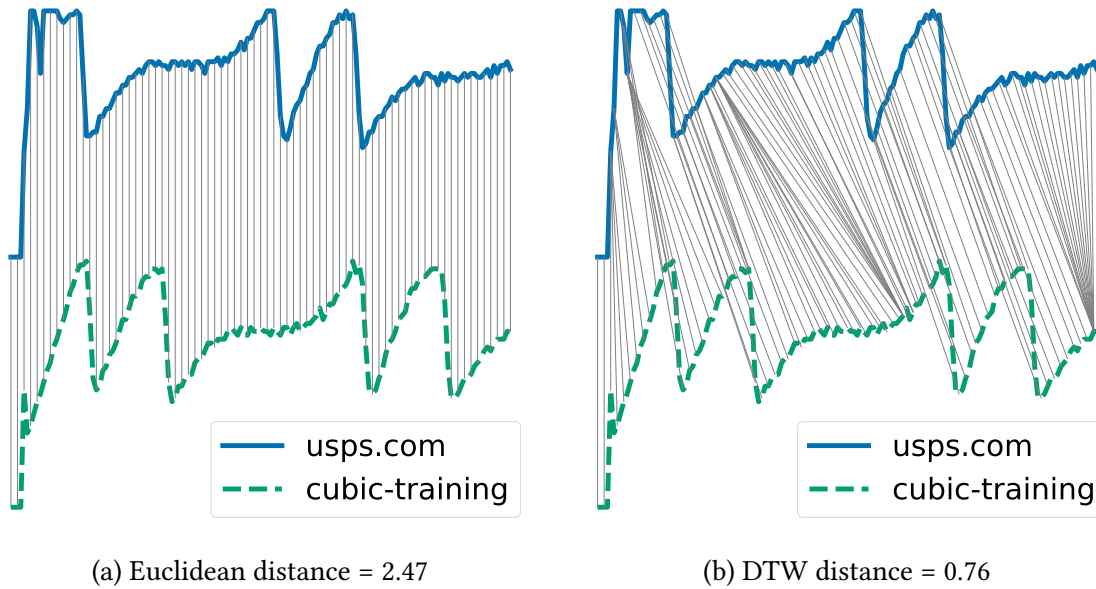 usps.com
cubic-training
usps.com
cubic-training
(a) Euclidean distance = 2.47
(b) DTW distance = 0.76